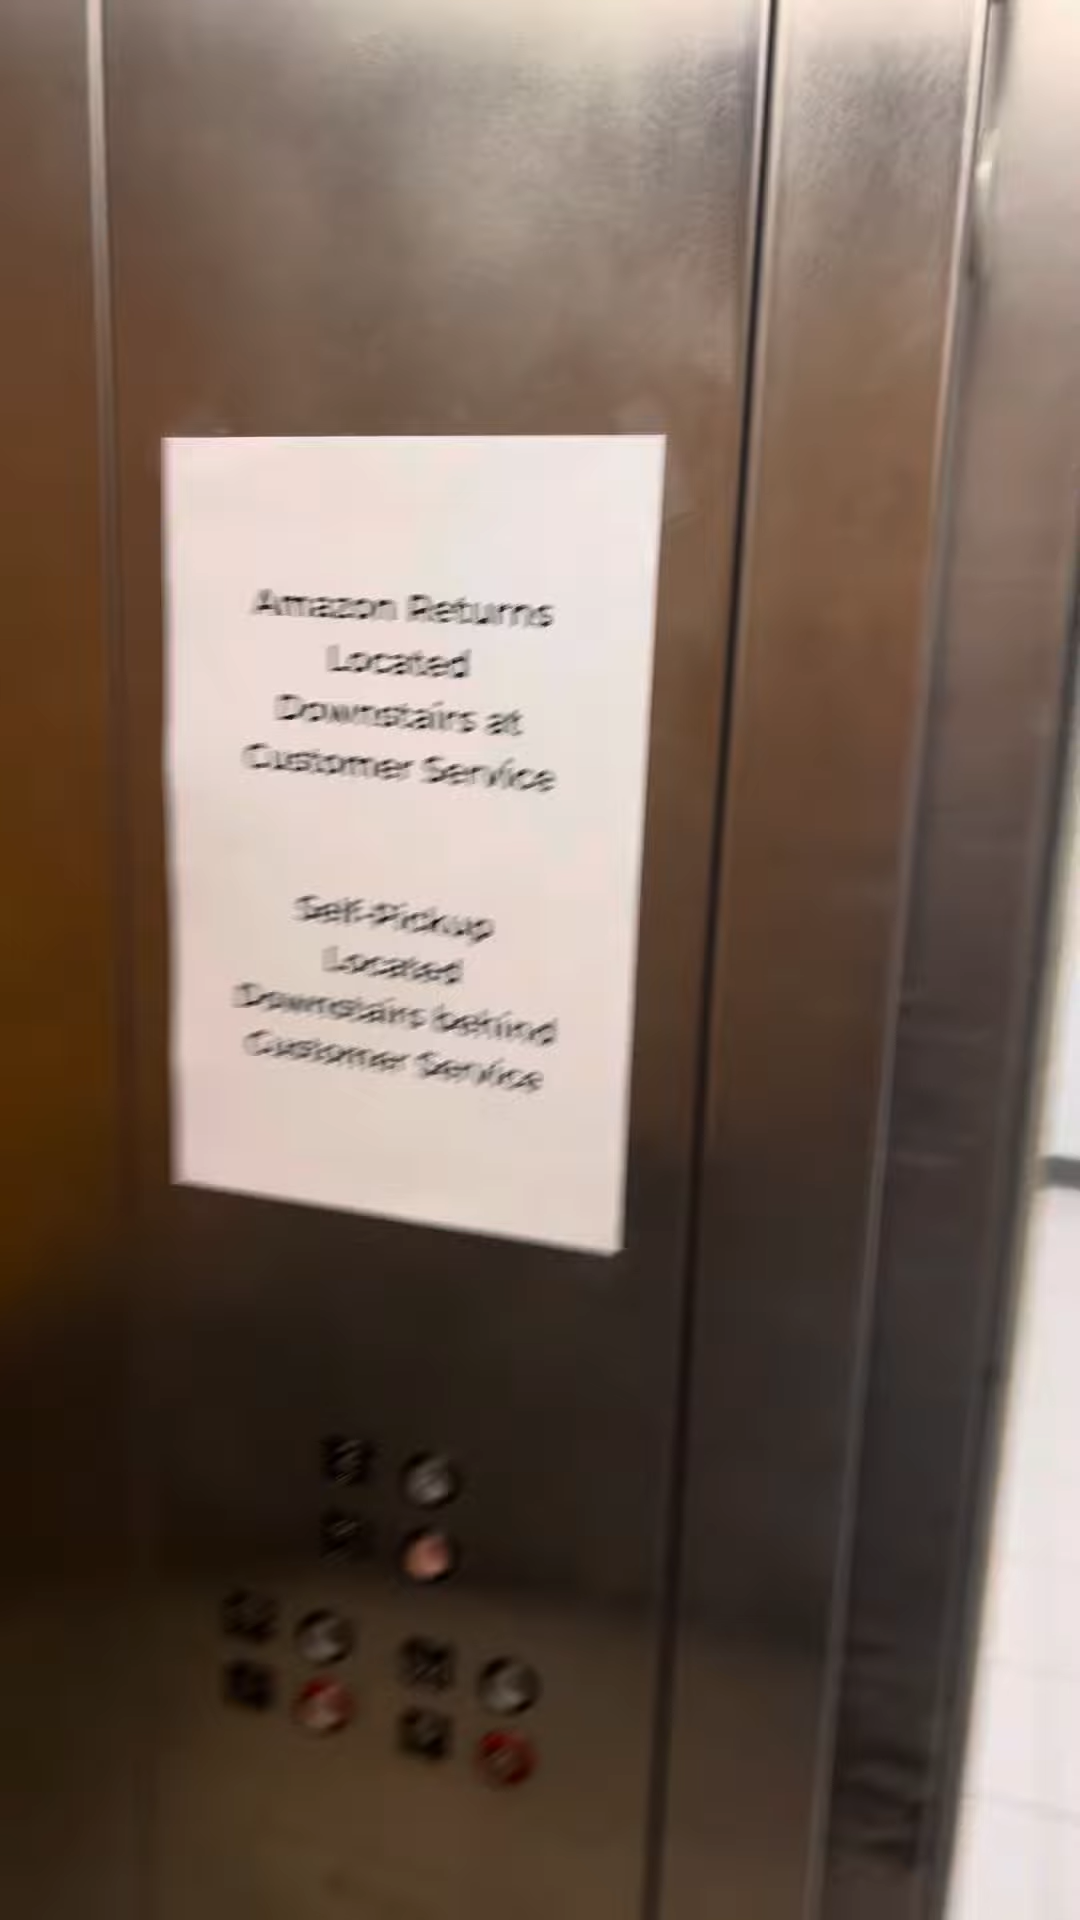 Amazon Returns
Located
Downstairs at
Customer Service
Self-Pickup
Located
Downstairs behind
Customer Service